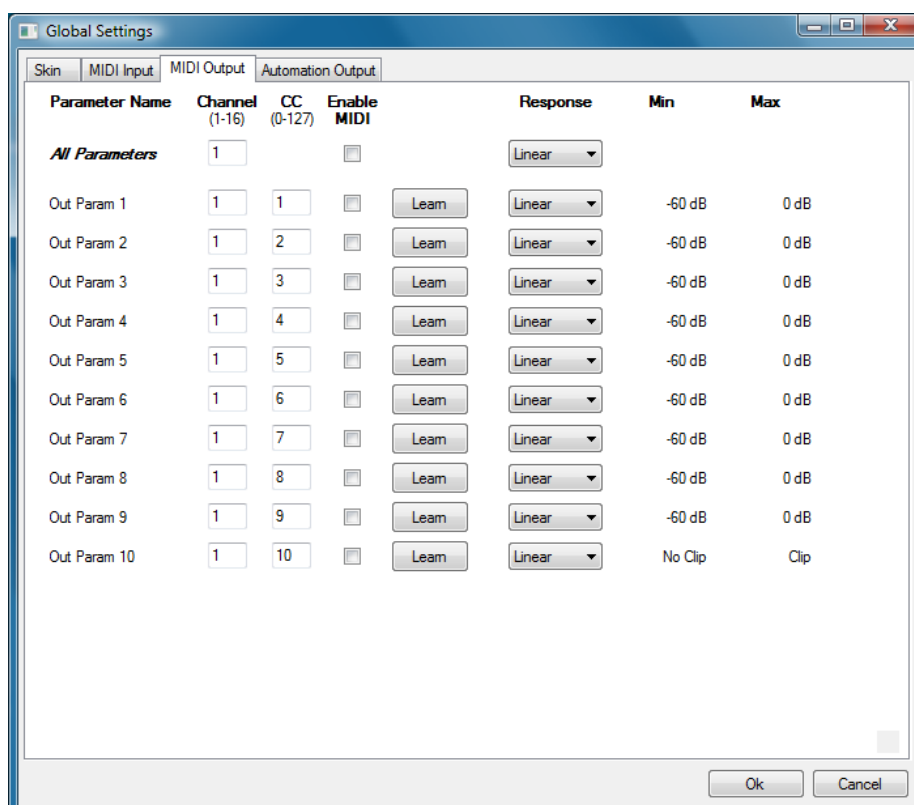 Global Settings
Skin MIDI Input MIDI Output Automation Output
Parameter Name Channel CC Enable Response Min Max
(1-16) (0-127) MIDI
All Parameters 1 Linear
Out Param 1 1 1 Learn Linear -60 dB 0 dB
Out Param 2 1 2 Learn Linear -60 dB 0 dB
Out Param 3 1 3 Learn Linear -60 dB 0 dB
Out Param 4 1 4 Learn Linear -60 dB 0 dB
Out Param 5 1 5 Learn Linear -60 dB 0 dB
Out Param 6 1 6 Learn Linear -60 dB 0 dB
Out Param 7 1 7 Learn Linear -60 dB 0 dB
Out Param 8 1 8 Learn Linear -60 dB 0 dB
Out Param 9 1 9 Learn Linear -60 dB 0 dB
Out Param 10 1 10 Learn Linear No Clip Clip
Ok Cancel